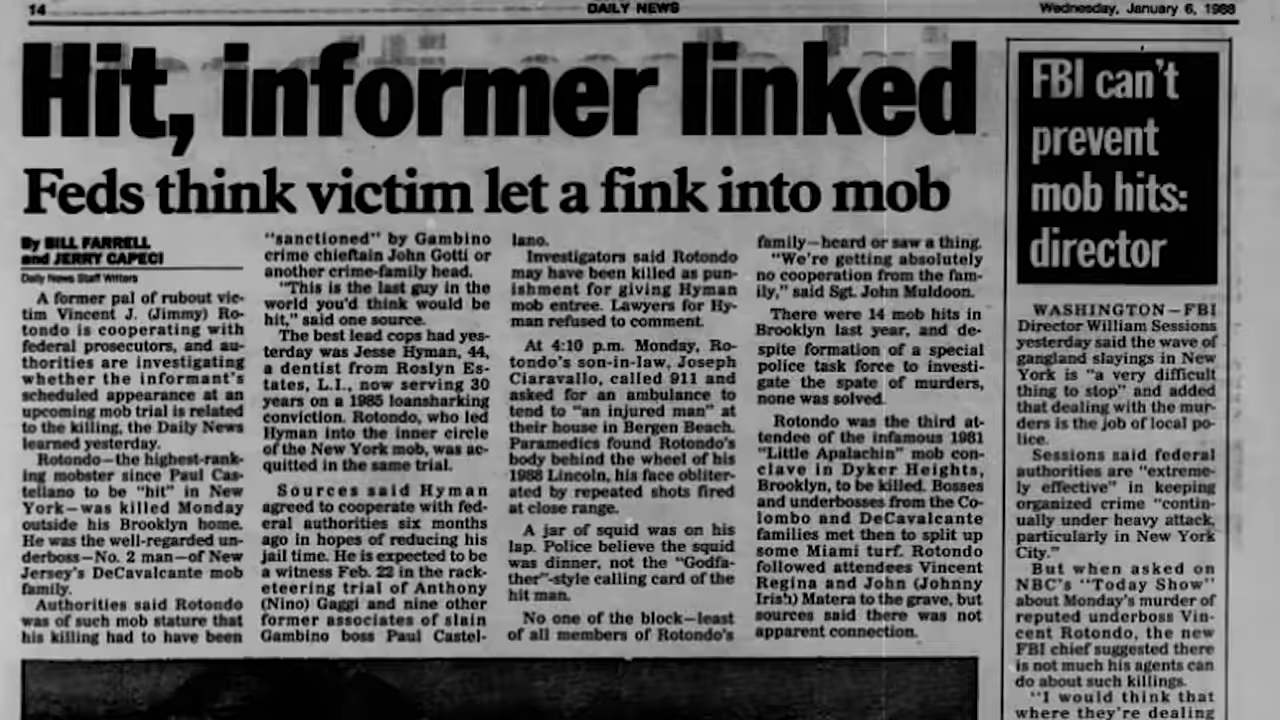 14
DAILY NEWS
Wednesday, January 6, 1988
Hit, informer linked
Feds think victim let a fink into mob
By BILL FARRELL
and JERRY CAPECI
Daily News Staff Writers
A former pal of rubout vic-
tim Vincent J. (Jimmy) Ro-
tondo is cooperating with
federal prosecutors, and au-
thorities are investigating
whether the informant's
scheduled appearance at an
upcoming mob trial is related
to the killing, the Daily News
learned yesterday.
Rotondo—the highest-rank-
ing mobster since Paul Cas-
tellano to be "hit" in New
York—was killed Monday
outside his Brooklyn home.
He was the well-regarded un-
derboss—No. 2 man—of New
Jersey's DeCavalcante mob
family.
Authorities said Rotondo
was of such mob stature that
his killing had to have been
"sanctioned" by Gambino
crime chieftain John Gotti or
another crime-family head.
"This is the last guy in the
world you'd think would be
hit," said one source.
The best lead cops had yes-
terday was Jesse Hyman, 44,
a dentist from Roslyn Es-
tates, L.I., now serving 30
years on a 1985 loansharking
conviction. Rotondo, who led
Hyman into the inner circle
of the New York mob, was ac-
quitted in the same trial.
Sources said Hyman
agreed to cooperate with fed-
eral authorities six months
ago in hopes of reducing his
jail time. He is expected to be
a witness Feb. 22 in the rack-
eteering trial of Anthony
(Nino) Gaggi and nine other
former associates of slain
Gambino boss Paul Castel-
lano.
Investigators said Rotondo
may have been killed as pun-
ishment for giving Hyman
mob entree. Lawyers for Hy-
man refused to comment.
At 4:10 p.m. Monday, Ro-
tondo's son-in-law, Joseph
Ciaravallo, called 911 and
asked for an ambulance to
tend to "an injured man" at
their house in Bergen Beach.
Paramedics found Rotondo's
body behind the wheel of his
1988 Lincoln, his face obliter-
ated by repeated shots fired
at close range.
A jar of squid was on his
lap. Police believe the squid
was dinner, not the "Godfa-
ther"-style calling card of the
hit man.
No one of the block—least
of all members of Rotondo's
family—heard or saw a thing.
"We're getting absolutely
no cooperation from the fam-
ily," said Sgt. John Muldoon.
There were 14 mob hits in
Brooklyn last year, and de-
spite formation of a special
police task force to investi-
gate the spate of murders,
none was solved.
Rotondo was the third at-
tendee of the infamous 1981
"Little Apalachin" mob con-
clave in Dyker Heights,
Brooklyn, to be killed. Bosses
and underbosses from the Co-
lombo and DeCavalcante
families met then to split up
some Miami turf. Rotondo
followed attendees Vincent
Regina and John (Johnny
Irish) Matera to the grave, but
sources said there was not
apparent connection.
FBI can't
prevent
mob hits:
director
WASHINGTON—FBI
Director William Sessions
yesterday said the wave of
gangland slayings in New
York is "a very difficult
thing to stop" and added
that dealing with the mur-
ders is the job of local po-
lice.
Sessions said federal
authorities are "extreme-
ly effective" in keeping
organized crime "contin-
ually under heavy attack,
particularly in New York
City."
But when asked on
NBC's "Today Show"
about Monday's murder of
reputed underboss Vin-
cent Rotondo, the new
FBI chief suggested there
is not much his agents can
do about such killings.
"I would think that
where they're dealing